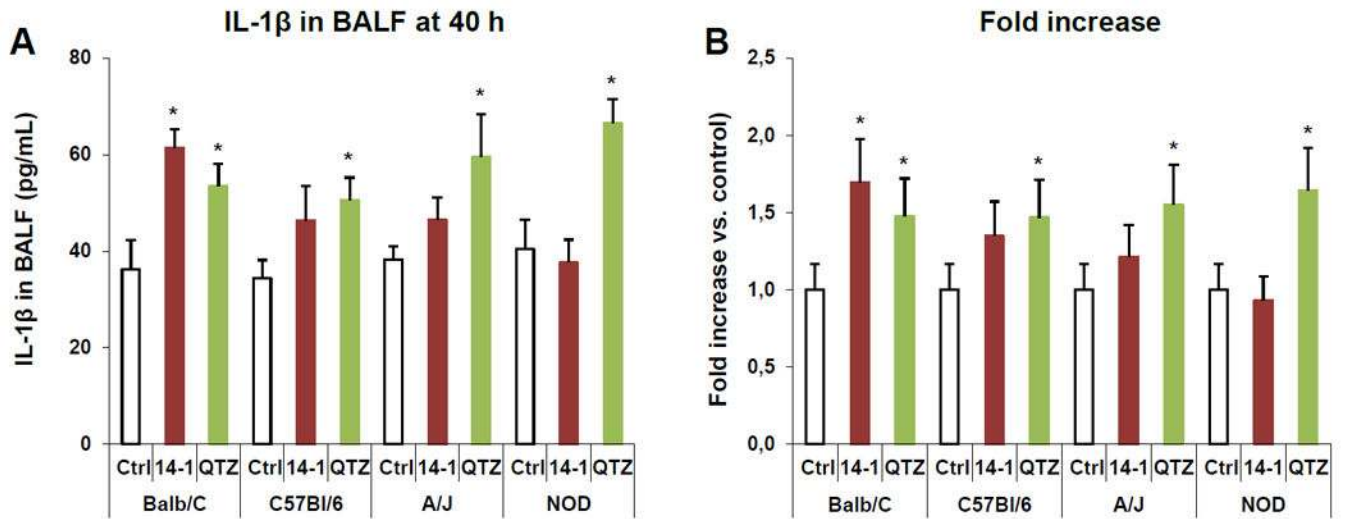 A
IL-1β in BALF at 40 h
IL-1β in BALF (pg/mL)
80
60
40
20
0
* * * * *
Ctrl 14-1 QTZ Ctrl 14-1 QTZ Ctrl 14-1 QTZ Ctrl 14-1 QTZ
Balb/C C57Bl/6 A/J NOD
B
Fold increase
Fold increase vs. control)
2,5
2,0
1,5
1,0
0,5
0,0
* * * * *
Ctrl 14-1 QTZ Ctrl 14-1 QTZ Ctrl 14-1 QTZ Ctrl 14-1 QTZ
Balb/C C57Bl/6 A/J NOD